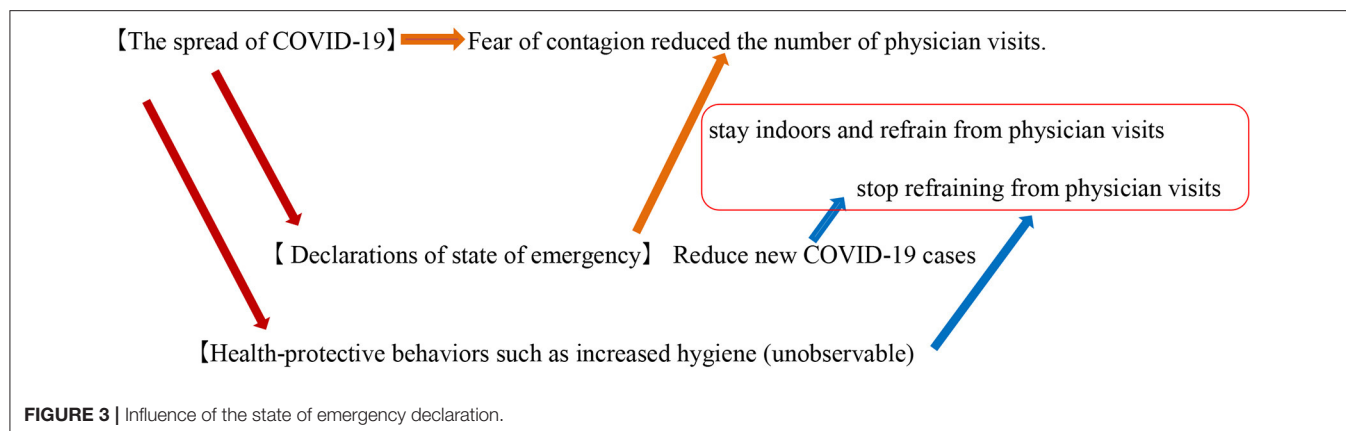 【The spread of COVID-19】 Fear of contagion reduced the number of physician visits.
stay indoors and refrain from physician visits
stop refraining from physician visits
【 Declarations of state of emergency】 Reduce new COVID-19 cases
【Health-protective behaviors such as increased hygiene (unobservable)
FIGURE 3 | Influence of the state of emergency declaration.